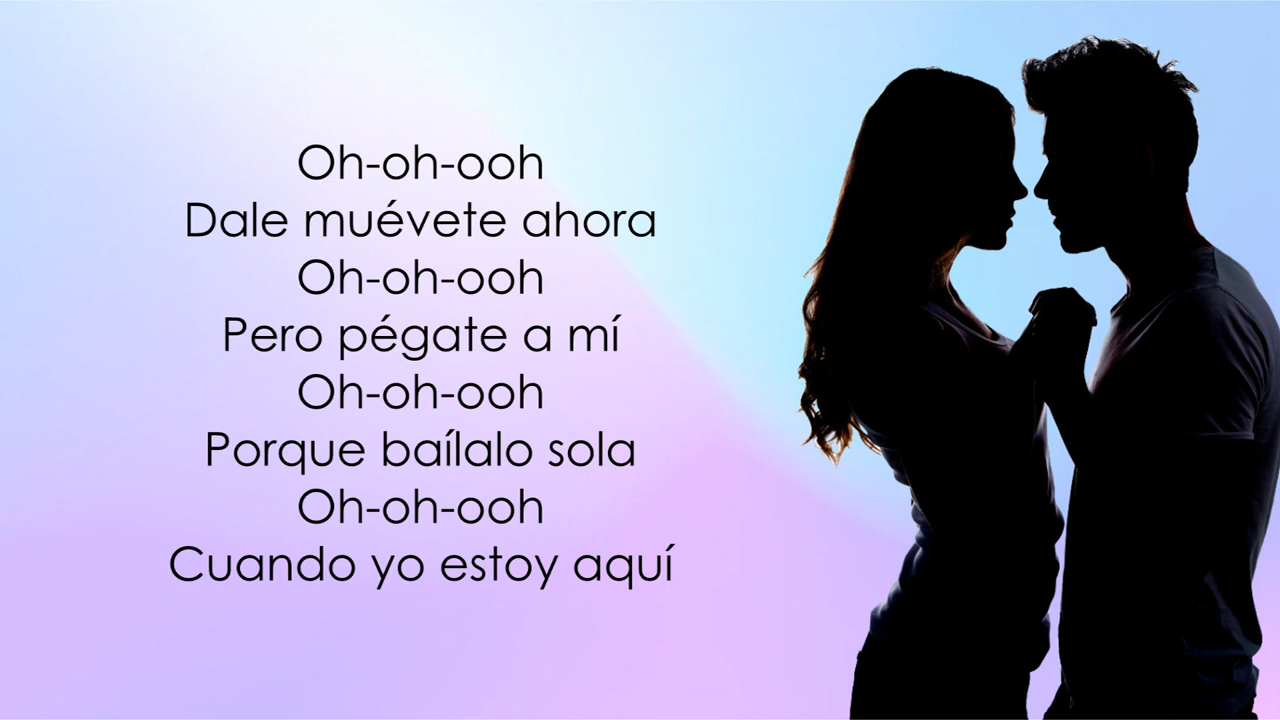 Oh-oh-ooh
Dale muévete ahora
Oh-oh-ooh
Pero pégate a mí
Oh-oh-ooh
Porque baílalo sola
Oh-oh-ooh
Cuando yo estoy aquí